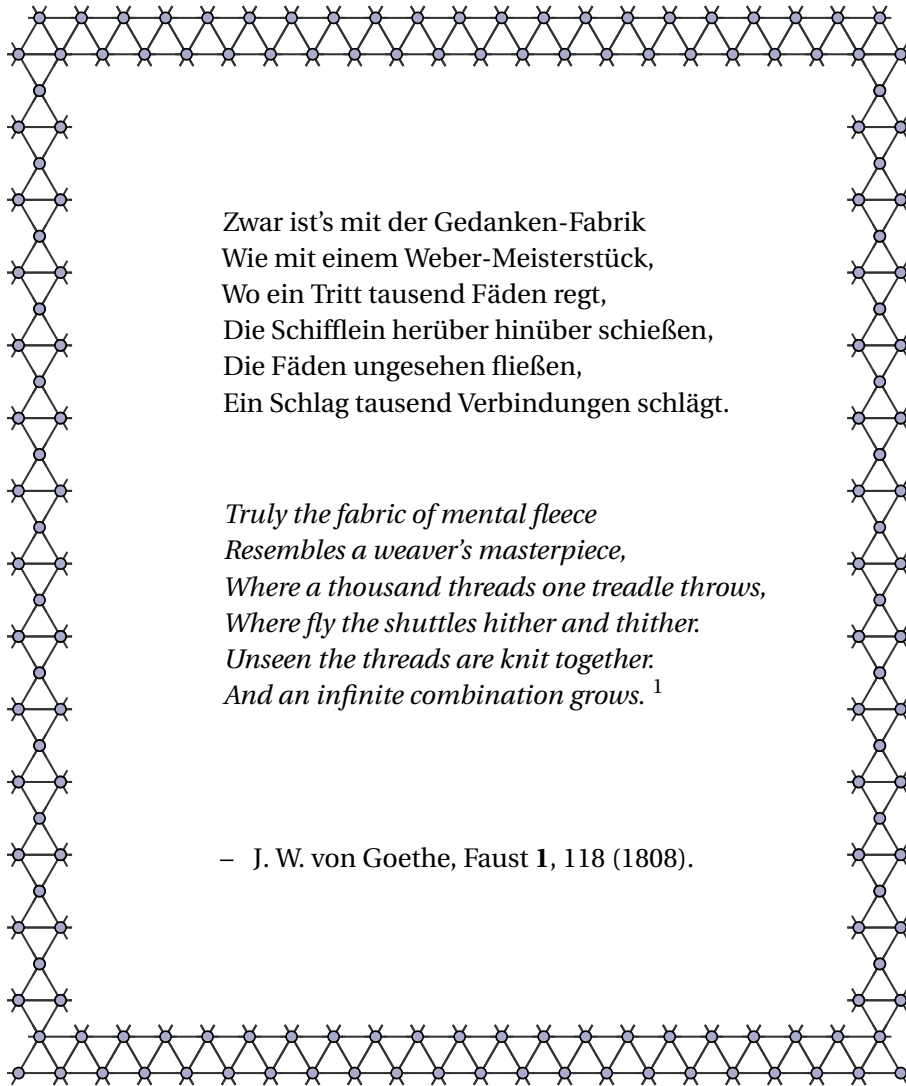 Zwar ist's mit der Gedanken-Fabrik
Wie mit einem Weber-Meisterstück,
Wo ein Tritt tausend Fäden regt,
Die Schifflein herüber hinüber schießen,
Die Fäden ungesehen fließen,
Ein Schlag tausend Verbindungen schlägt.
Truly the fabric of mental fleece
Resembles a weaver's masterpiece,
Where a thousand threads one treadle throws,
Where fly the shuttles hither and thither.
Unseen the threads are knit together.
And an infinite combination grows. 1
– J. W. von Goethe, Faust 1, 118 (1808).